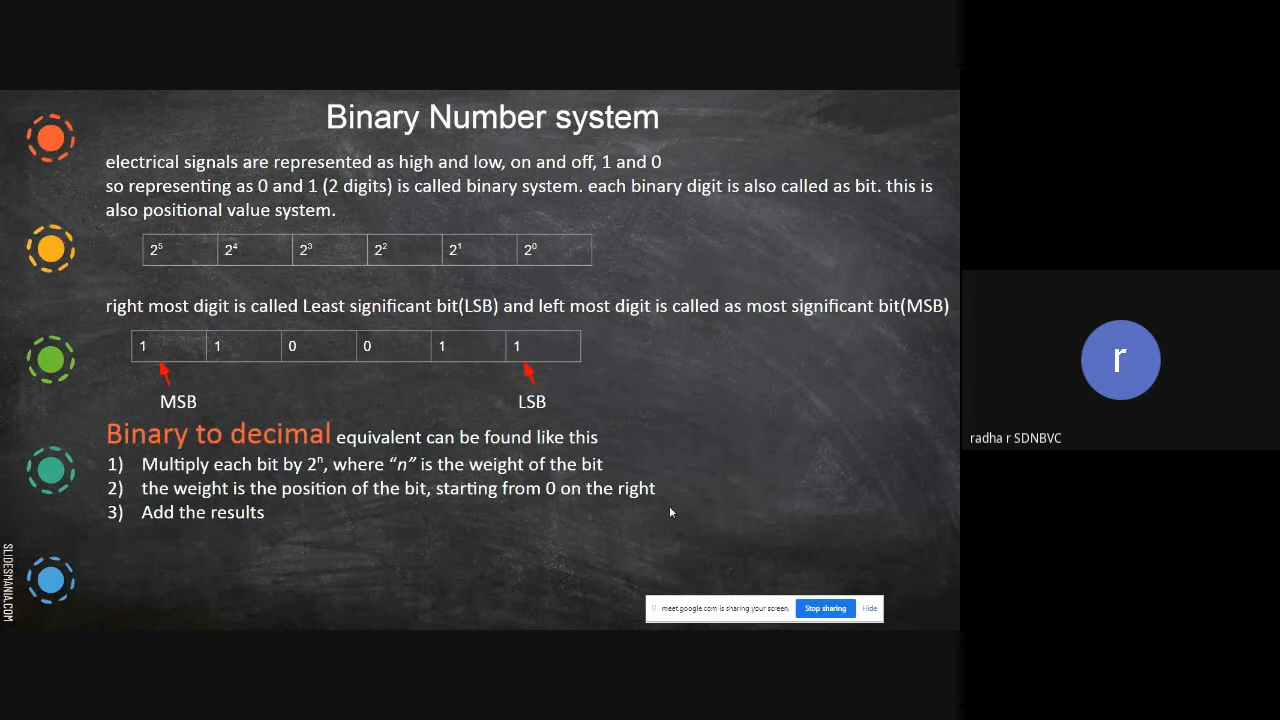 Binary Number system
electrical signals are represented as high and low, on and off, 1 and 0
so representing as 0 and 1 (2 digits) is called binary system. each binary digit is also called as bit. this is
also positional value system.
2⁵ 2⁴ 2³ 2² 2¹ 2⁰
right most digit is called Least significant bit(LSB) and left most digit is called as most significant bit(MSB)
1 1 0 0 1 1
MSB LSB
Binary to decimal equivalent can be found like this
1) Multiply each bit by 2ⁿ, where “n” is the weight of the bit
2) the weight is the position of the bit, starting from 0 on the right
3) Add the results
SLIDESMANIA.COM
meet.google.com is sharing your screen. Stop sharing Hide
r
radha r SDNBVC